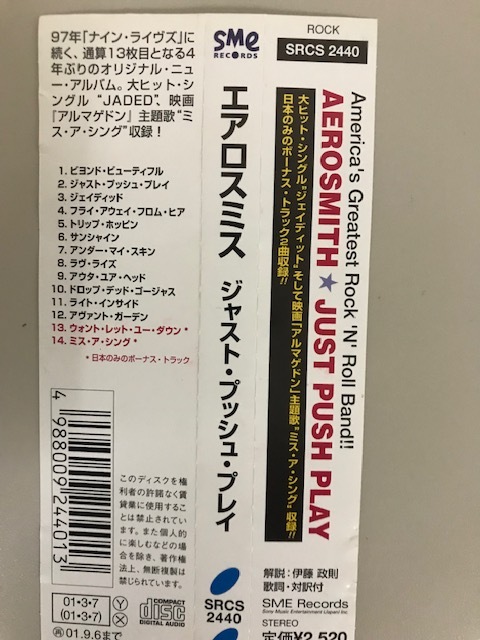 97年「ナイン・ライヴズ」に
続く、通算13枚目となる4
年ぶりのオリジナル・ニュ
ー・アルバム。大ヒット・シ
ングル "JADED"、映画
『アルマゲドン』主題歌"ミ
ス・ア・シング"収録!
1. ビヨンド・ビューティフル
2. ジャスト・プッシュ・プレイ
3. ジェイディッド
4. フライ・アウェイ・フロム・ヒア
5. トリップ・ホッピン
6. サンシャイン
7. アンダー・マイ・スキン
8. ラヴ・ライズ
9. アウタ・ユア・ヘッド
10. ドロップ・デッド・ゴージャス
11. ライト・インサイド
12. アヴァント・ガーデン
13. ウォント・レット・ユー・ダウン *
14. ミス・ア・シング *
* 日本のみのボーナス・トラック
4 988009 244013
このディスクを権
利者の許諾なく賃
貸業に使用するこ
とは禁止されてい
ます。また個人的
に楽しむなどの場
合を除き、著作権
法上、無断複製は
禁じられています。
01・3・7
Y
X
再 01.9.6まで
COMPACT
disc
DIGITAL AUDIO
SME
RECORDS
エアロスミス ジャスト・プッシュ・プレイ
SRCS
2440
ROCK
SRCS 2440
America's Greatest Rock 'N' Roll Band!!
AEROSMITH ★ JUST PUSH PLAY
大ヒット・シングル"ジェイディット"そして映画「アルマゲドン」主題歌"ミス・ア・シング"収録!!
日本のみのボーナス・トラック2曲収録!!
解説:伊藤 政則
歌詞・対訳付
SME Records
Sony Music Entertainment (Japan) Inc.
STEREO
定価¥2,520